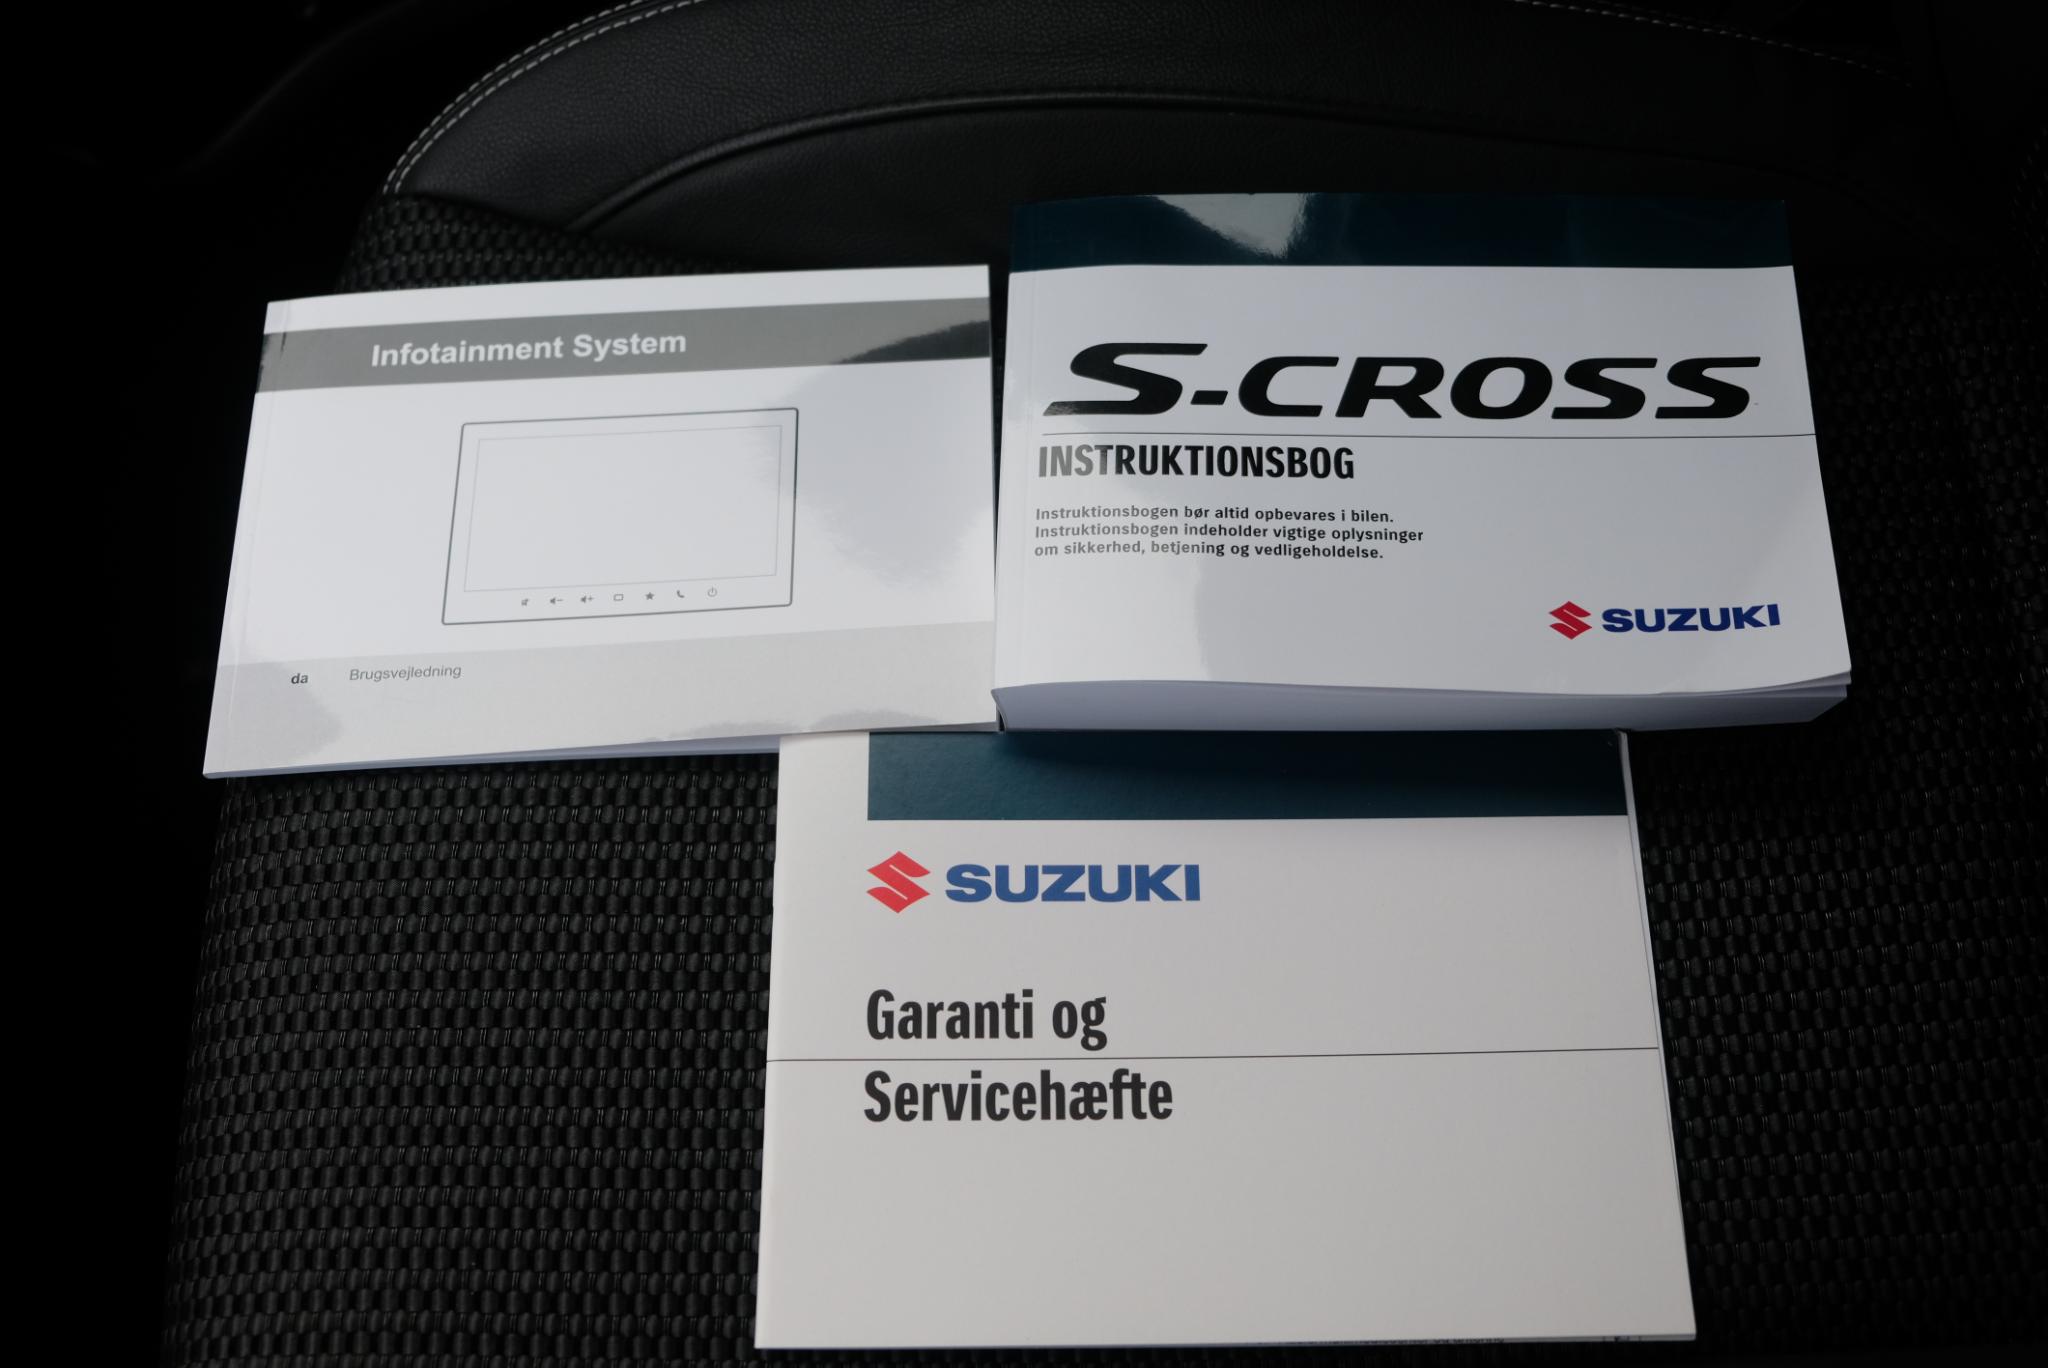 Infotainment System
da Brugsvejledning
S-CROSS
INSTRUKTIONSBOG
Instruktionsbogen bør altid opbevares i bilen.
Instruktionsbogen indeholder vigtige oplysninger
om sikkerhed, betjening og vedligeholdelse.
SUZUKI
SUZUKI
Garanti og
Servicehæfte